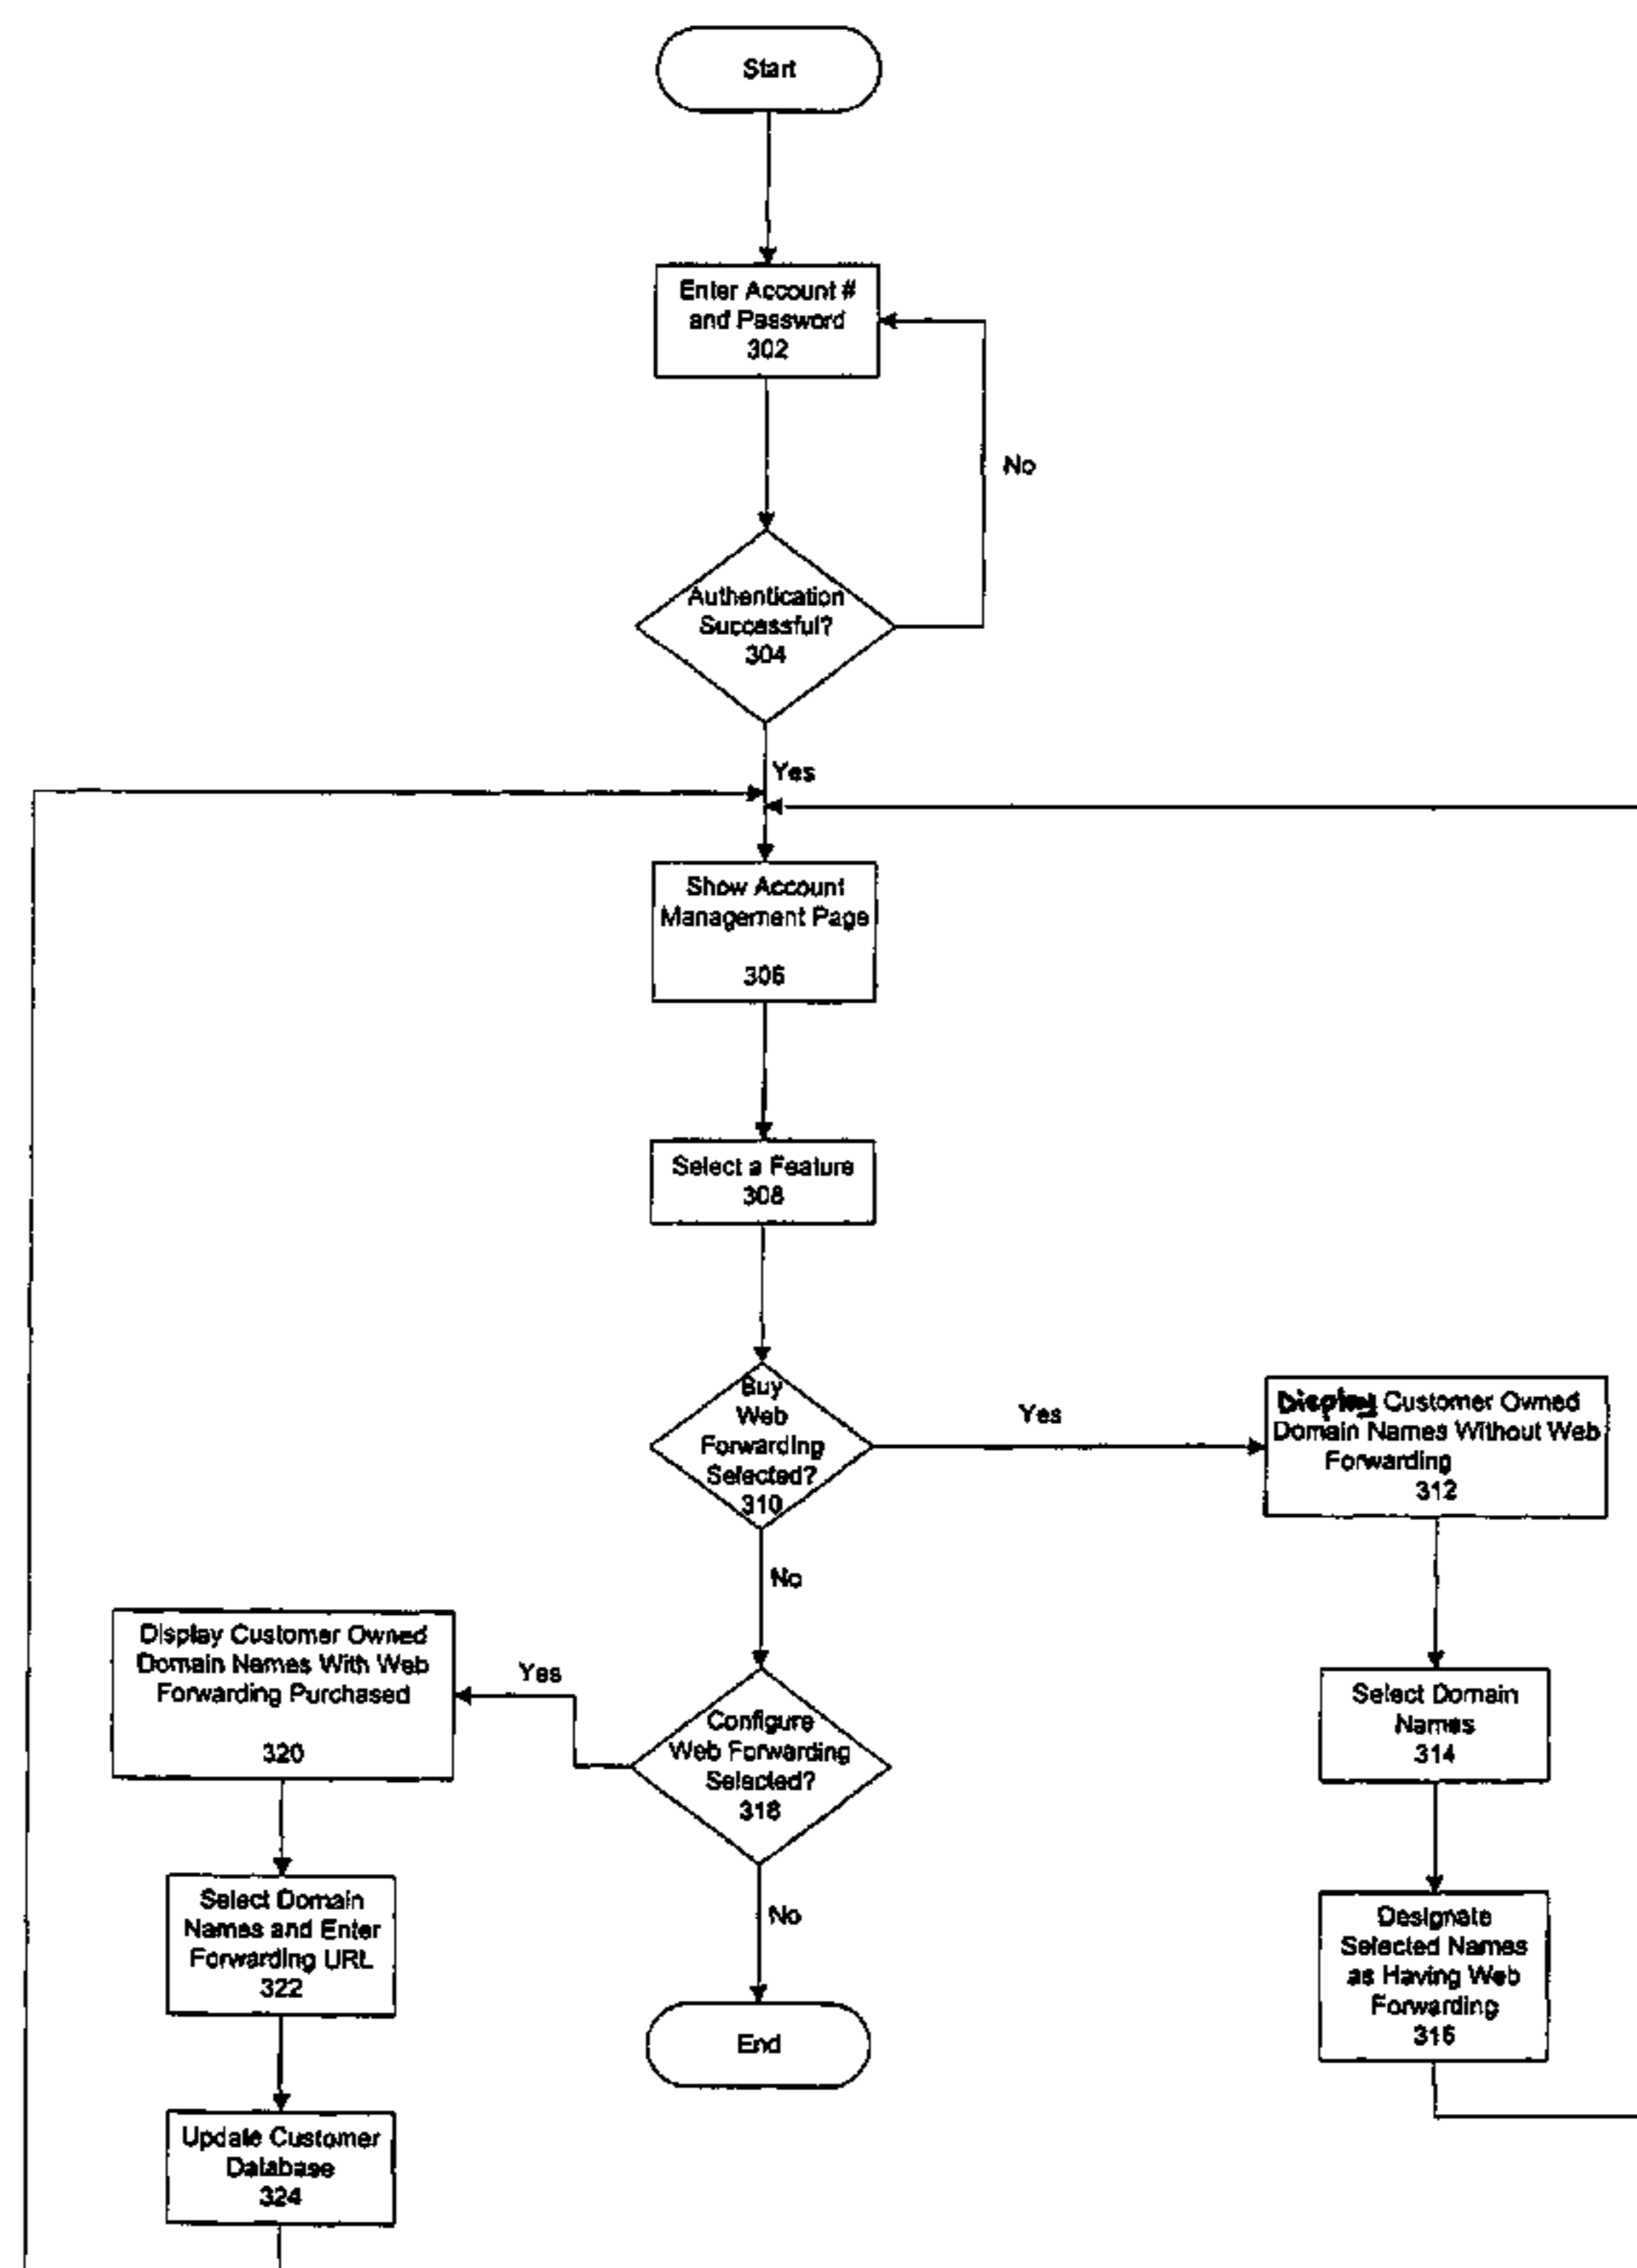 Start
Enter Account #
and Password
302
No
Authentication
Successful?
304
Yes
Show Account
Management Page
306
Select a Feature
308
Buy
Web
Forwarding
Selected?
310
Yes
Display Customer Owned
Domain Names Without Web
Forwarding
312
No
Display Customer Owned
Domain Names With Web
Forwarding Purchased
320
Yes
Configure
Web Forwarding
Selected?
318
Select Domain
Names
314
Select Domain
Names and Enter
Forwarding URL
322
No
Designate
Selected Names
as Having Web
Forwarding
316
End
Update Customer
Database
324